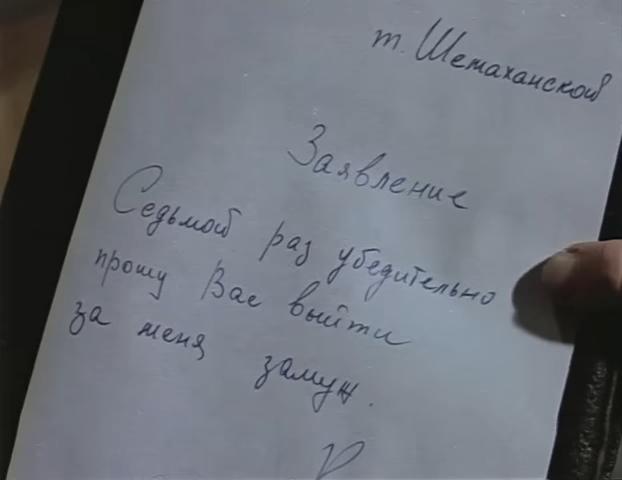 т. Шемаханской
Заявление
Седьмой раз убедительно
прошу Вас выйти
за меня замуж.